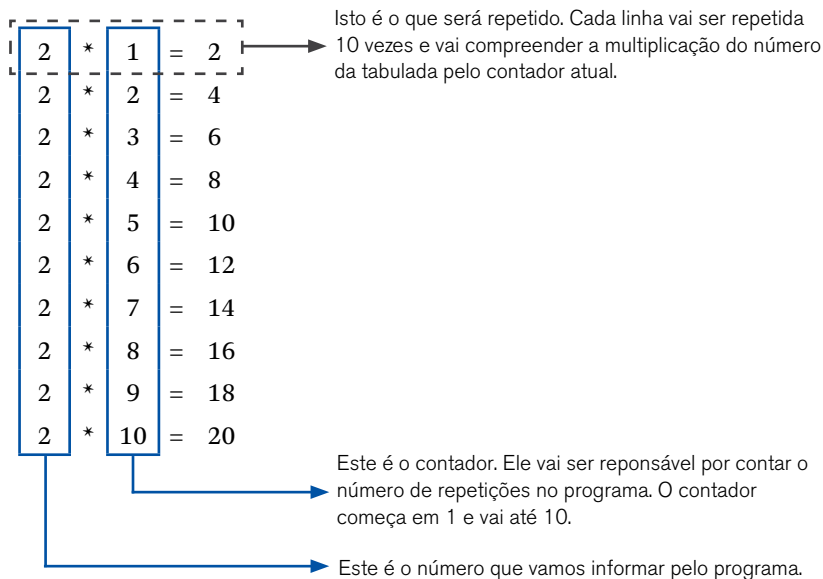 Isto é o que será repetido. Cada linha vai ser repetida
10 vezes e vai compreender a multiplicação do número
da tabulada pelo contador atual.
2 * 1 = 2
2 * 2 = 4
2 * 3 = 6
2 * 4 = 8
2 * 5 = 10
2 * 6 = 12
2 * 7 = 14
2 * 8 = 16
2 * 9 = 18
2 * 10 = 20
Este é o contador. Ele vai ser reponsável por contar o
número de repetições no programa. O contador
começa em 1 e vai até 10.
Este é o número que vamos informar pelo programa.